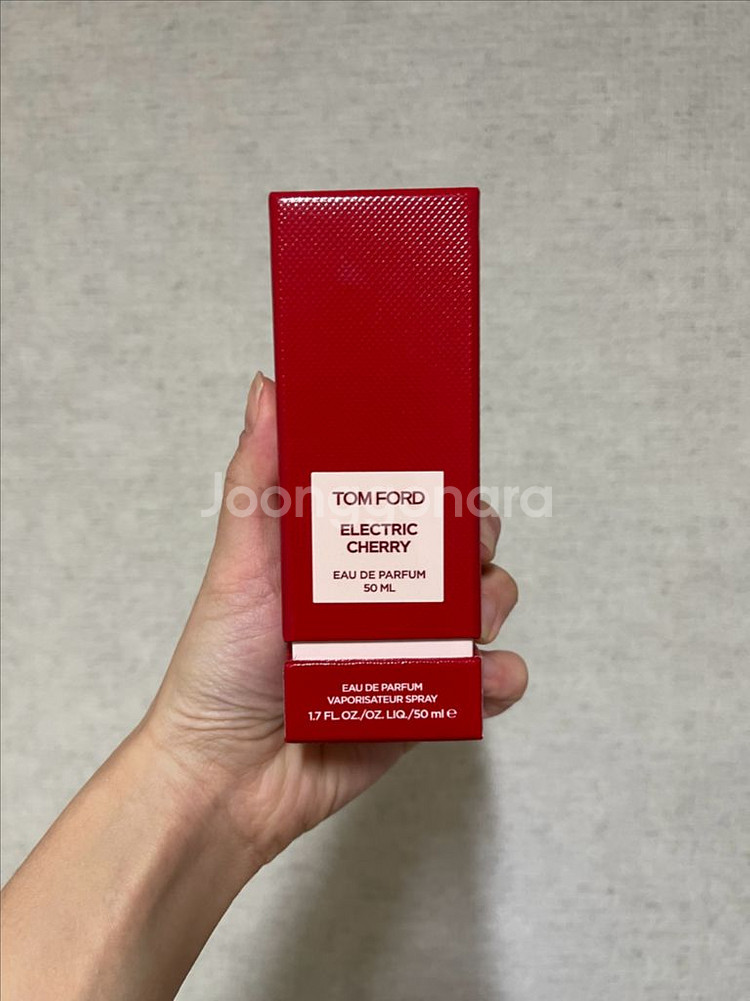 TOM FORD
Joonggonara
ELECTRIC
CHERRY
EAU DE PARFUM
50 ML
EAU DE PARFUM
VAPORISATEUR SPRAY
1.7 FL. OZ./OZ. LIQ./50 ml ℮